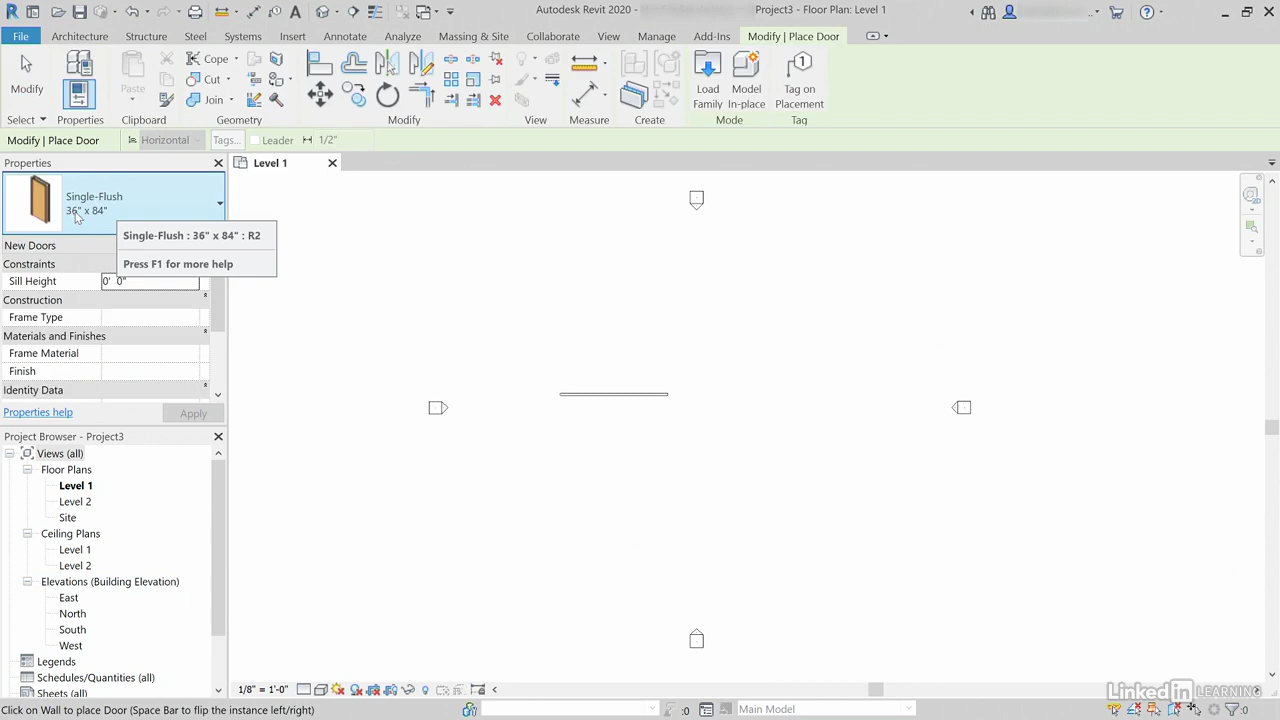 Autodesk Revit 2020 -
Project3 - Floor Plan: Level 1
File Architecture Structure Steel Systems Insert Annotate Analyze Massing & Site Collaborate View Manage Add-Ins Modify | Place Door
Modify
Paste
Cope
Cut
Join
Load Family
Model In-place
Tag on Placement
Select Properties Clipboard Geometry Modify View Measure Create Mode Tag
Modify | Place Door Horizontal Tags... Leader 1/2"
Properties
Level 1
Single-Flush
36" x 84"
Single-Flush : 36" x 84" : R2
Press F1 for more help
New Doors
Constraints
Sill Height 0' 0"
Construction
Frame Type
Materials and Finishes
Frame Material
Finish
Identity Data
Properties help Apply
Project Browser - Project3
Views (all)
Floor Plans
Level 1
Level 2
Site
Ceiling Plans
Level 1
Level 2
Elevations (Building Elevation)
East
North
South
West
Legends
Schedules/Quantities (all)
Sheets (all)
1/8" = 1'-0"
LinkedIn LEARNING
Click on Wall to place Door (Space Bar to flip the instance left/right)
:0
Main Model
:0